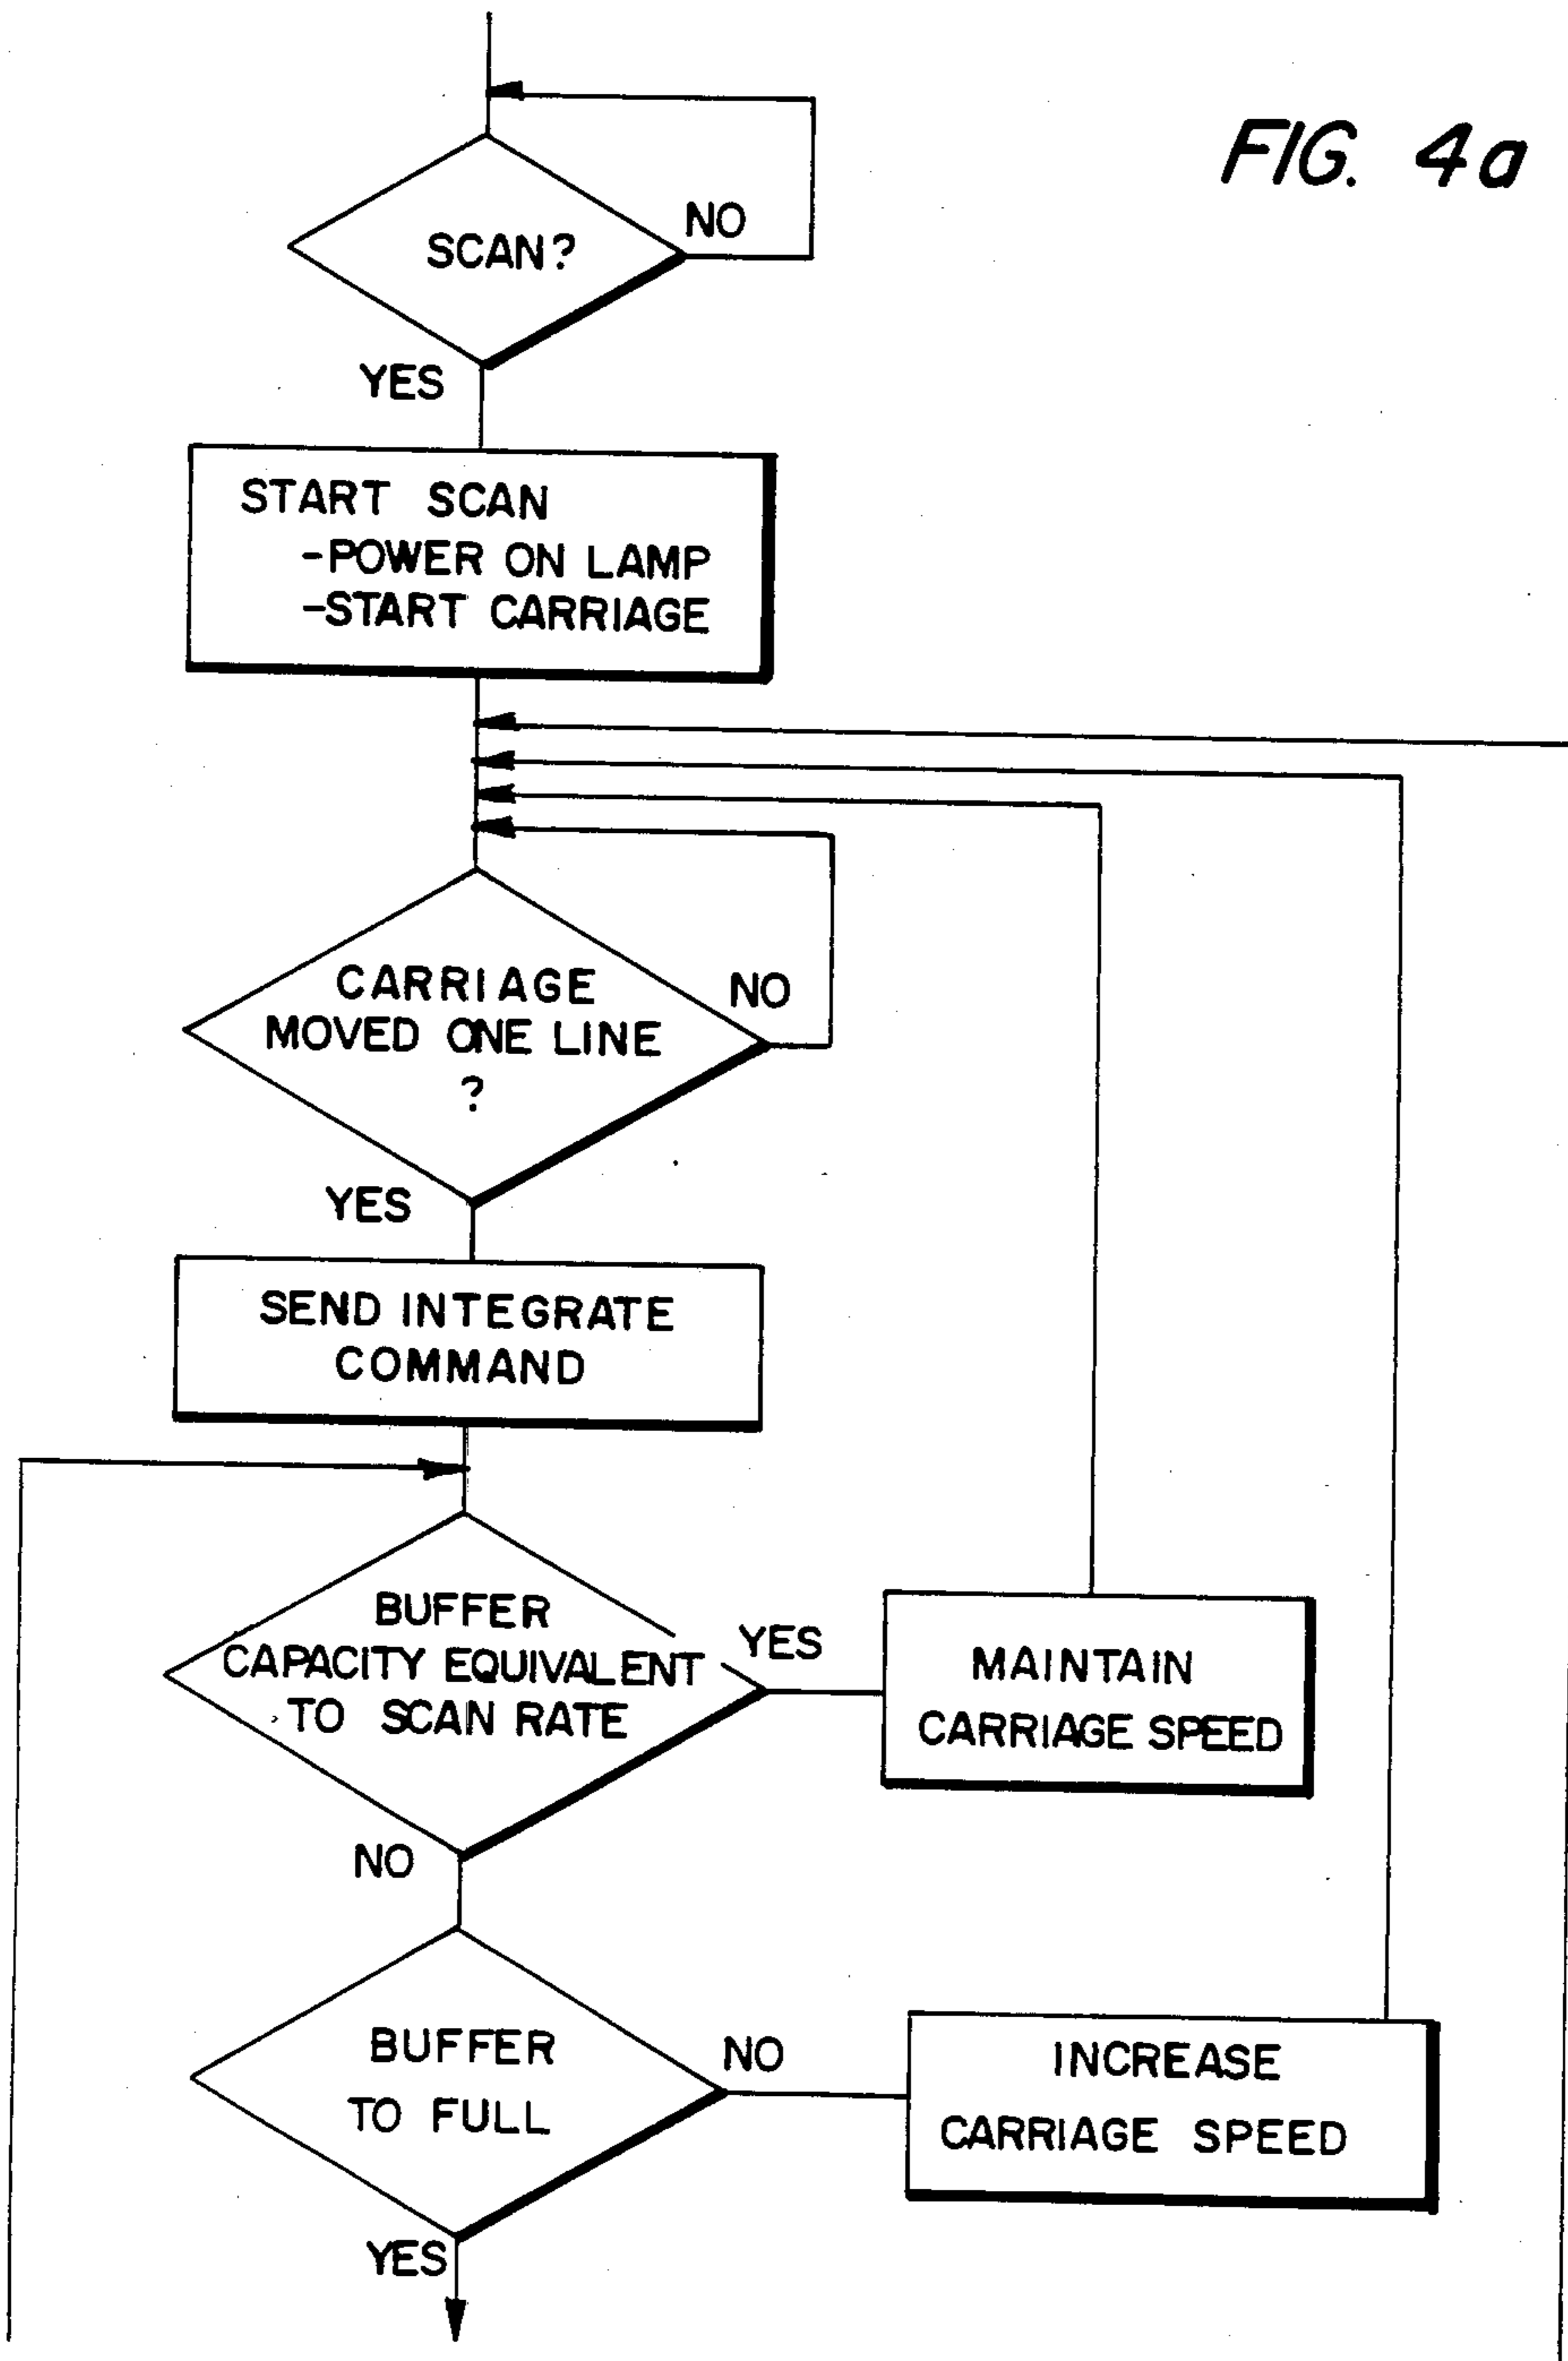 FIG. 4a
SCAN?
NO
YES
START SCAN
-POWER ON LAMP
-START CARRIAGE
CARRIAGE
MOVED ONE LINE
?
NO
YES
SEND INTEGRATE
COMMAND
BUFFER
CAPACITY EQUIVALENT
TO SCAN RATE
YES
MAINTAIN
CARRIAGE SPEED
NO
BUFFER
TO FULL
NO
INCREASE
CARRIAGE SPEED
YES